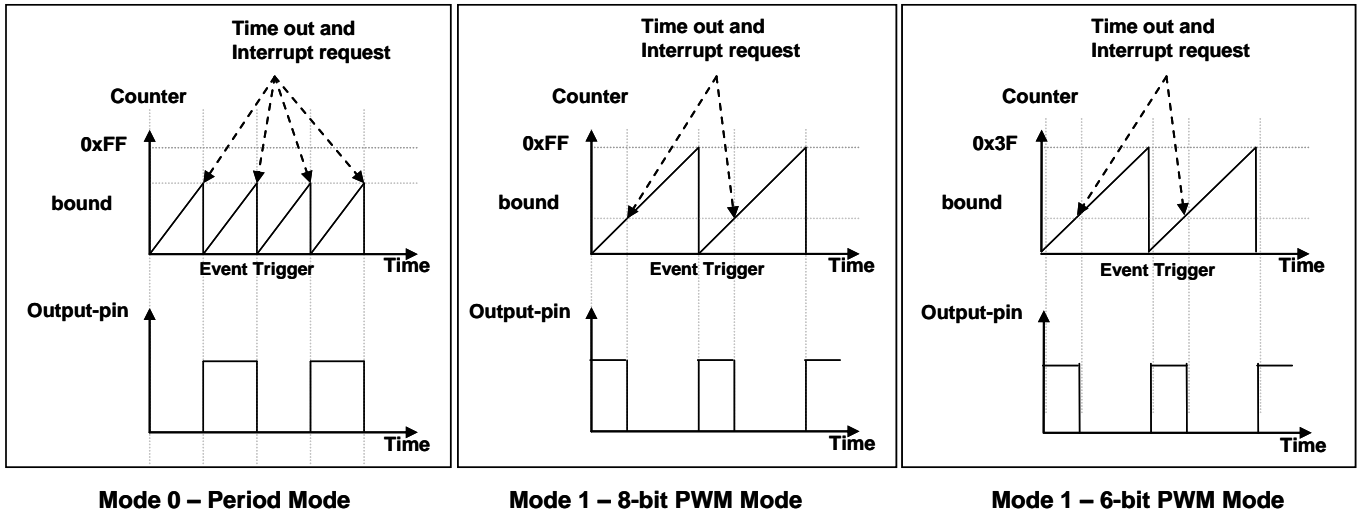 Time out and
Interrupt request
Counter
0xFF
bound
Event Trigger
Time
Output-pin
Time
Mode 0 – Period Mode
Time out and
Interrupt request
Counter
0xFF
bound
Event Trigger
Time
Output-pin
Time
Mode 1 – 8-bit PWM Mode
Time out and
Interrupt request
Counter
0x3F
bound
Event Trigger
Time
Output-pin
Time
Mode 1 – 6-bit PWM Mode